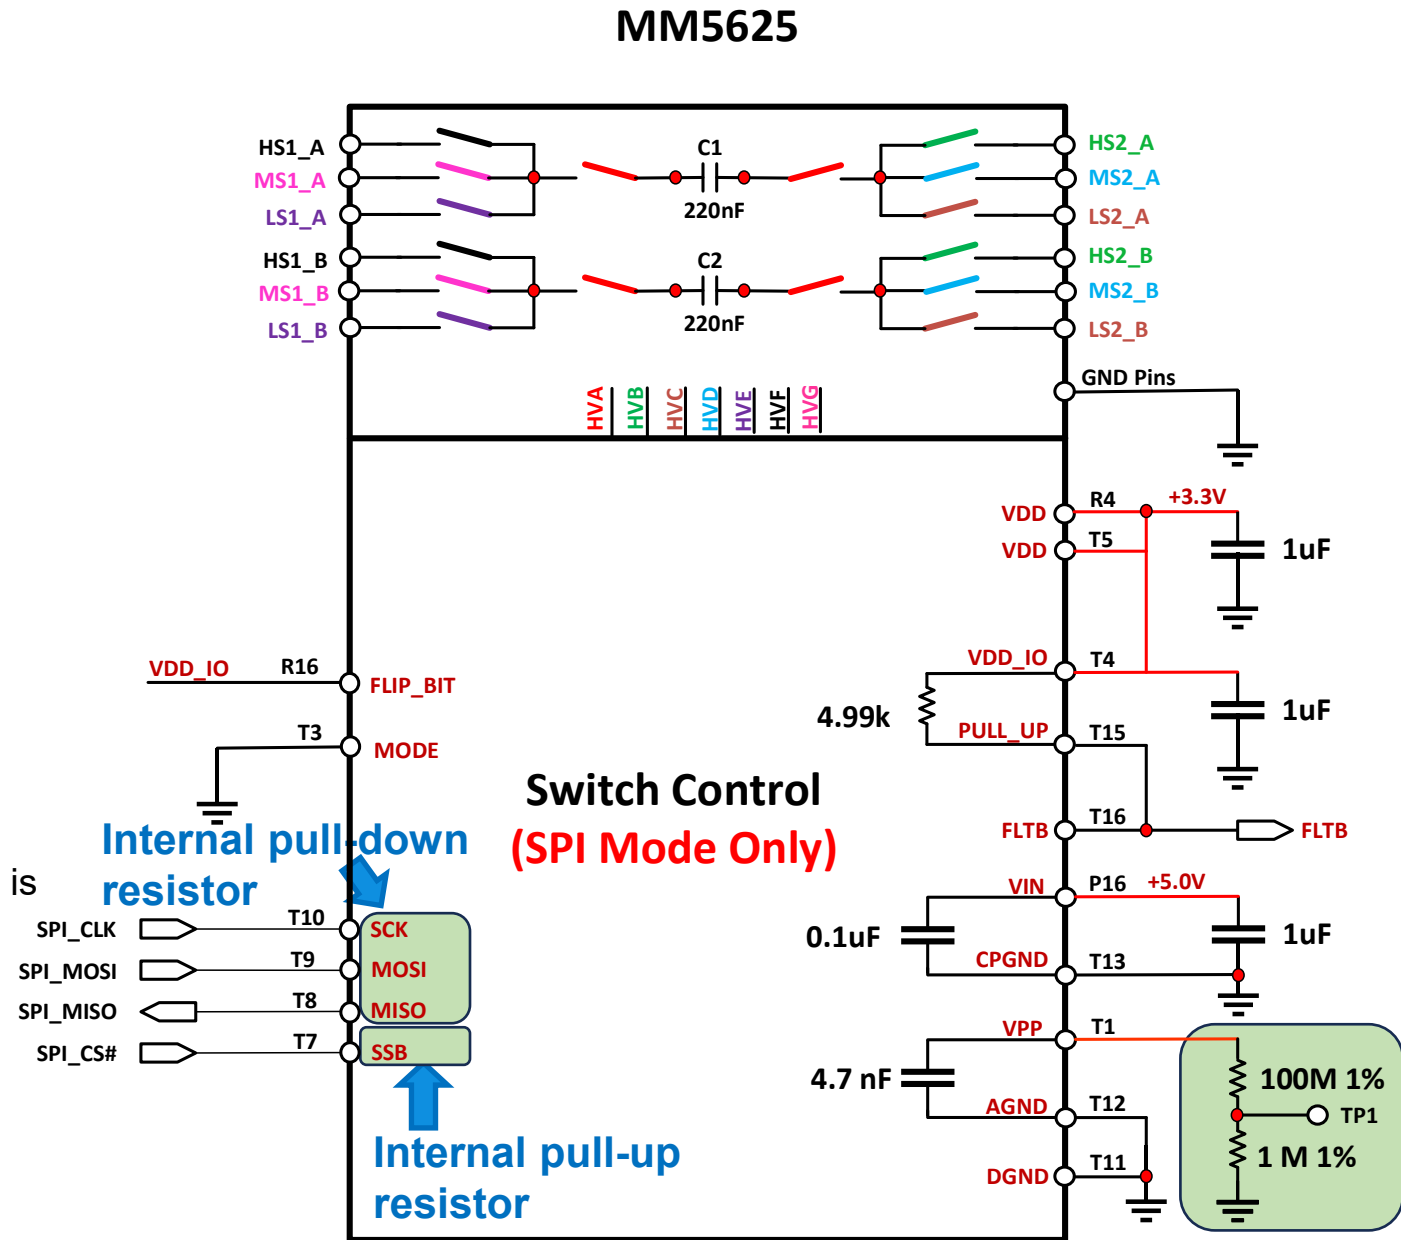 MM5625
HS1_A
MS1_A
LS1_A
HS1_B
MS1_B
LS1_B
C1
220nF
C2
220nF
HS2_A
MS2_A
LS2_A
HS2_B
MS2_B
LS2_B
GND Pins
HVA
HVB
HVC
HVD
HVE
HVF
HVG
VDD R4 +3.3V
VDD T5
1uF
VDD_IO R16 FLIP_BIT
T3 MODE
VDD_IO T4
4.99k
1uF
PULL_UP T15
Switch Control
(SPI Mode Only)
FLTB T16 FLTB
Internal pull-down
resistor
is
SPI_CLK T10 SCK
SPI_MOSI T9 MOSI
SPI_MISO T8 MISO
SPI_CS# T7 SSB
Internal pull-up
resistor
VIN P16 +5.0V
0.1uF
1uF
CPGND T13
VPP T1
4.7 nF
100M 1%
AGND T12
TP1
1 M 1%
DGND T11